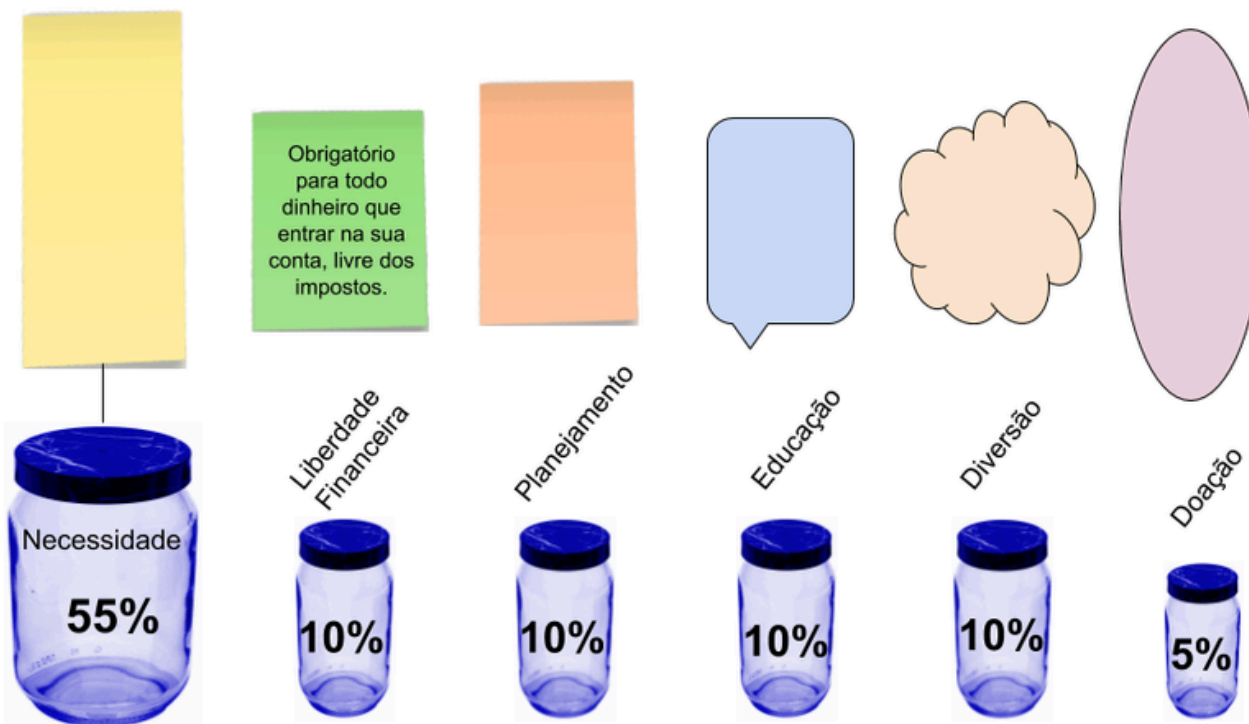 Obrigatório
para todo
dinheiro que
entrar na sua
conta, livre dos
impostos.
Liberdade
Financeira
Planejamento
Educação
Diversão
Doação
Necessidade
55%
10%
10%
10%
10%
5%